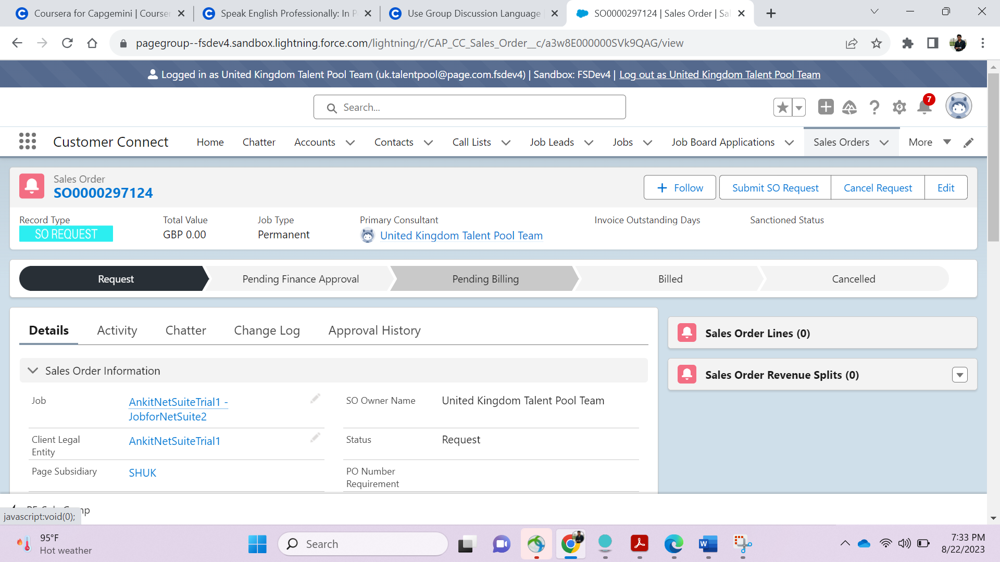 Coursera for Capgemini | Courser
Speak English Professionally: In P
Use Group Discussion Language
SO0000297124 | Sales Order | Sal
pagegroup--fsdev4.sandbox.lightning.force.com/lightning/r/CAP_CC_Sales_Order__c/a3w8E000000SVk9QAG/view
Logged in as United Kingdom Talent Pool Team (uk.talentpool@page.com.fsdev4) | Sandbox: FSDev4 | Log out as United Kingdom Talent Pool Team
Search...
7
Customer Connect
Home
Chatter
Accounts
Contacts
Call Lists
Job Leads
Jobs
Job Board Applications
Sales Orders
More
Sales Order
SO0000297124
Follow
Submit SO Request
Cancel Request
Edit
Record Type
SO REQUEST
Total Value
GBP 0.00
Job Type
Permanent
Primary Consultant
United Kingdom Talent Pool Team
Invoice Outstanding Days
Sanctioned Status
Request
Pending Finance Approval
Pending Billing
Billed
Cancelled
Details
Activity
Chatter
Change Log
Approval History
Sales Order Information
Job
AnkitNetSuiteTrial1 -
JobforNetSuite2
SO Owner Name
United Kingdom Talent Pool Team
Client Legal
Entity
AnkitNetSuiteTrial1
Status
Request
Page Subsidiary
SHUK
PO Number
Requirement
Sales Order Lines (0)
Sales Order Revenue Splits (0)
javascript:void(0);
95°F
Hot weather
Search
7:33 PM
8/22/2023